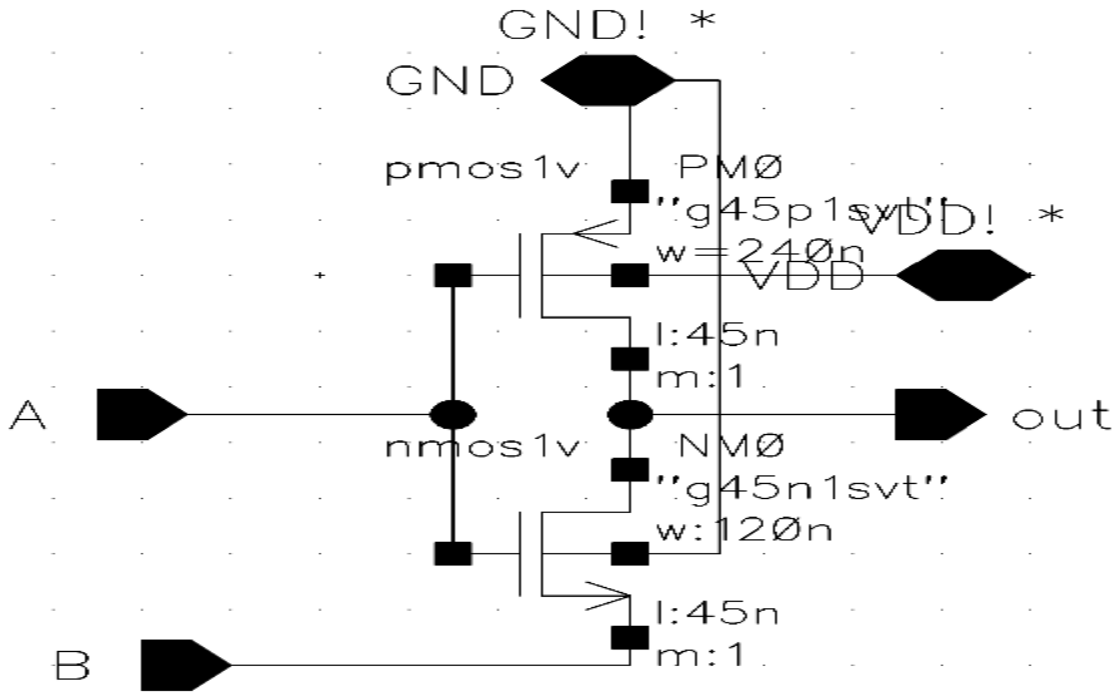 GND! *
GND
pmos1v
PM0
"g45p1svt"
VDD! *
w=240n
VDD
l:45n
m:1
A
out
nmos1v
NM0
"g45n1svt"
w:120n
l:45n
m:1
B